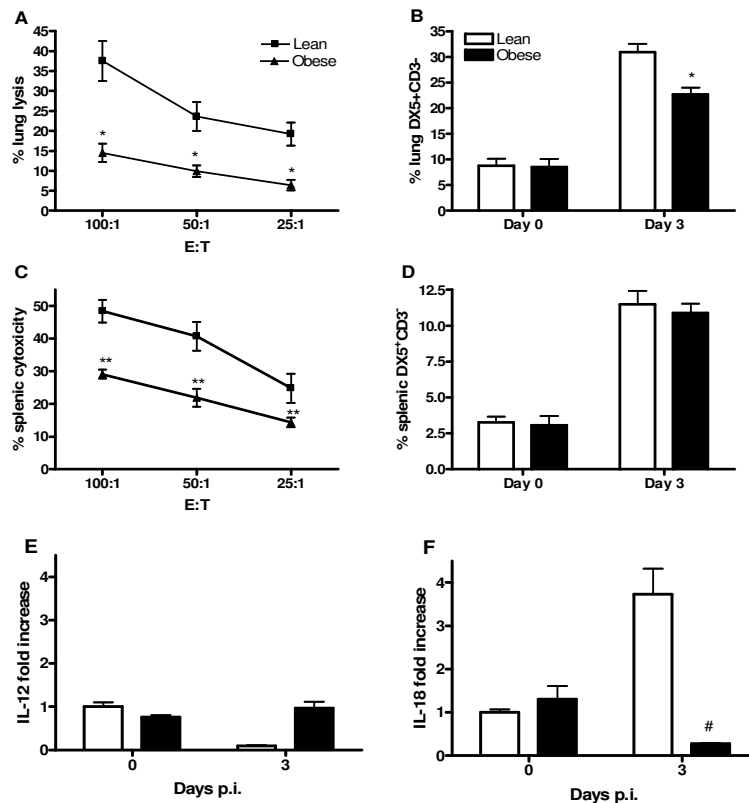 A
% lung lysis
45
40
35
30
25
20
15
10
5
0
Lean
Obese
*
*
*
100:1
50:1
25:1
E:T
B
% lung DX5+CD3-
35
30
25
20
15
10
5
0
Lean
Obese
*
Day 0
Day 3
C
% splenic cytoxicity
50
40
30
20
10
0
**
**
**
100:1
50:1
25:1
E:T
D
% splenic DX5⁺CD3⁻
12.5
10.0
7.5
5.0
2.5
0.0
Day 0
Day 3
E
IL-12 fold increase
4
3
2
1
0
0
3
Days p.i.
F
IL-18 fold increase
4
3
2
1
0
#
0
3
Days p.i.